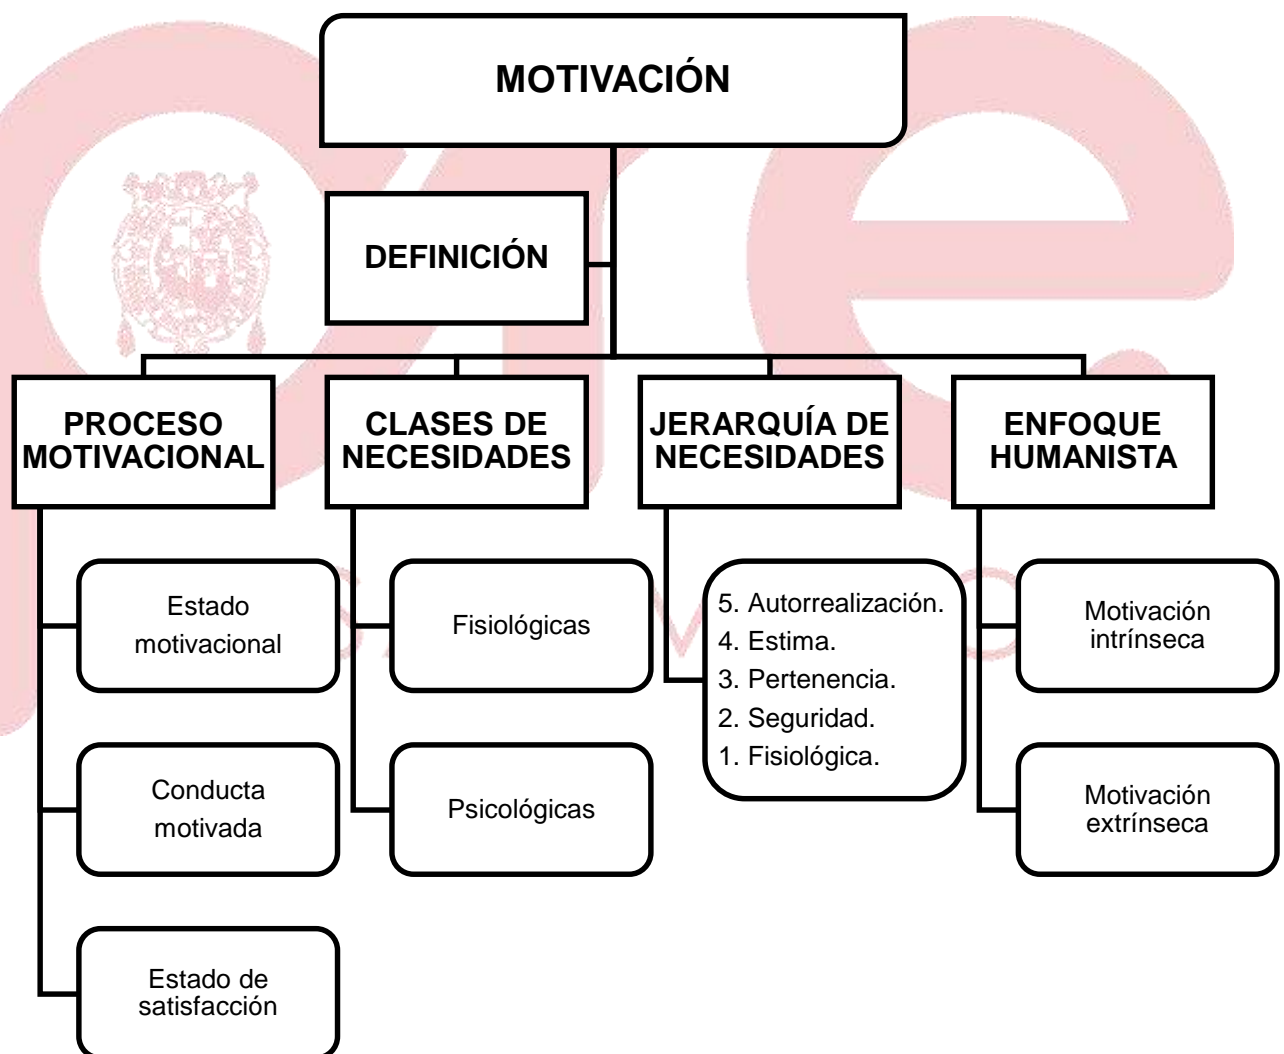 MOTIVACIÓN
DEFINICIÓN
PROCESO
MOTIVACIONAL
Estado
motivacional
Conducta
motivada
Estado de
satisfacción
CLASES DE
NECESIDADES
Fisiológicas
Psicológicas
JERARQUÍA DE
NECESIDADES
5. Autorrealización.
4. Estima.
3. Pertenencia.
2. Seguridad.
1. Fisiológica.
ENFOQUE
HUMANISTA
Motivación
intrínseca
Motivación
extrínseca